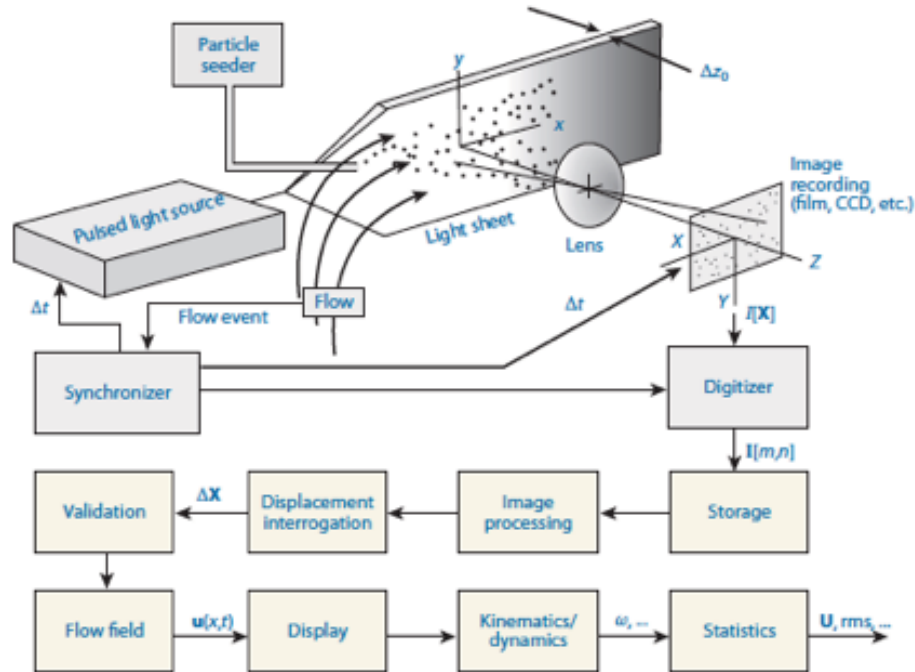 Particle
seeder
y
x
Δz₀
Image
recording
(film, CCD, etc.)
Pulsed light source
Light sheet
Lens
X
Z
Y
I[X]
Δt
Flow
Flow event
Δt
Synchronizer
Digitizer
I[m,n]
Validation
ΔX
Displacement
interrogation
Image
processing
Storage
Flow field
u(x,t)
Display
Kinematics/
dynamics
ω, ...
Statistics
U, rms, ...